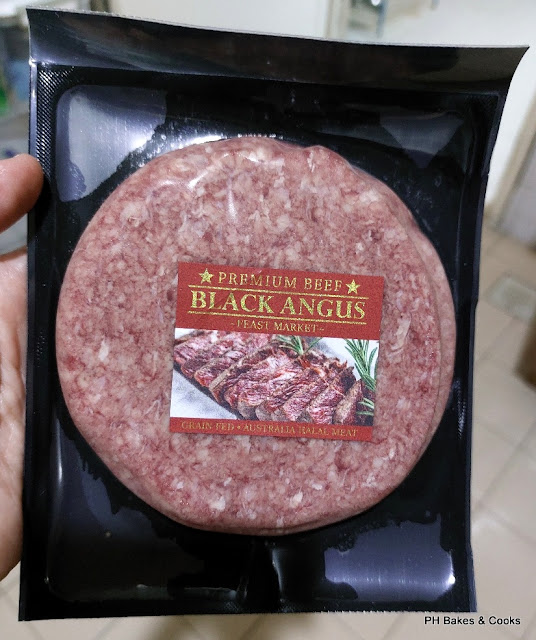 PREMIUM BEEF
BLACK ANGUS
- FEAST MARKET -
GRAIN FED • AUSTRALIA HALAL MEAT
PH Bakes & Cooks